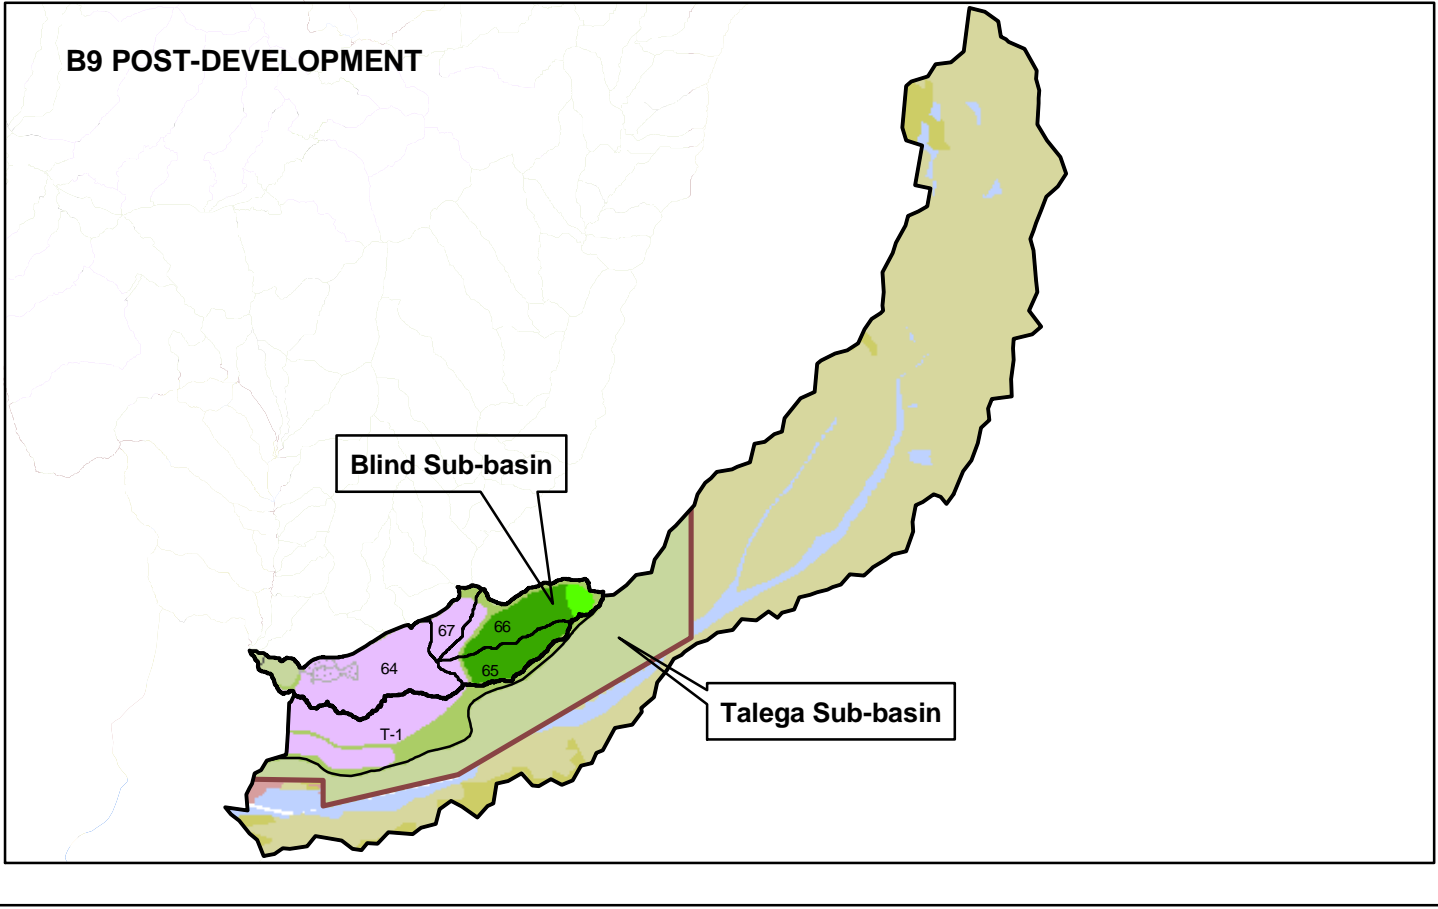 B9 POST-DEVELOPMENT
Blind Sub-basin
67
66
64
65
Talega Sub-basin
T-1